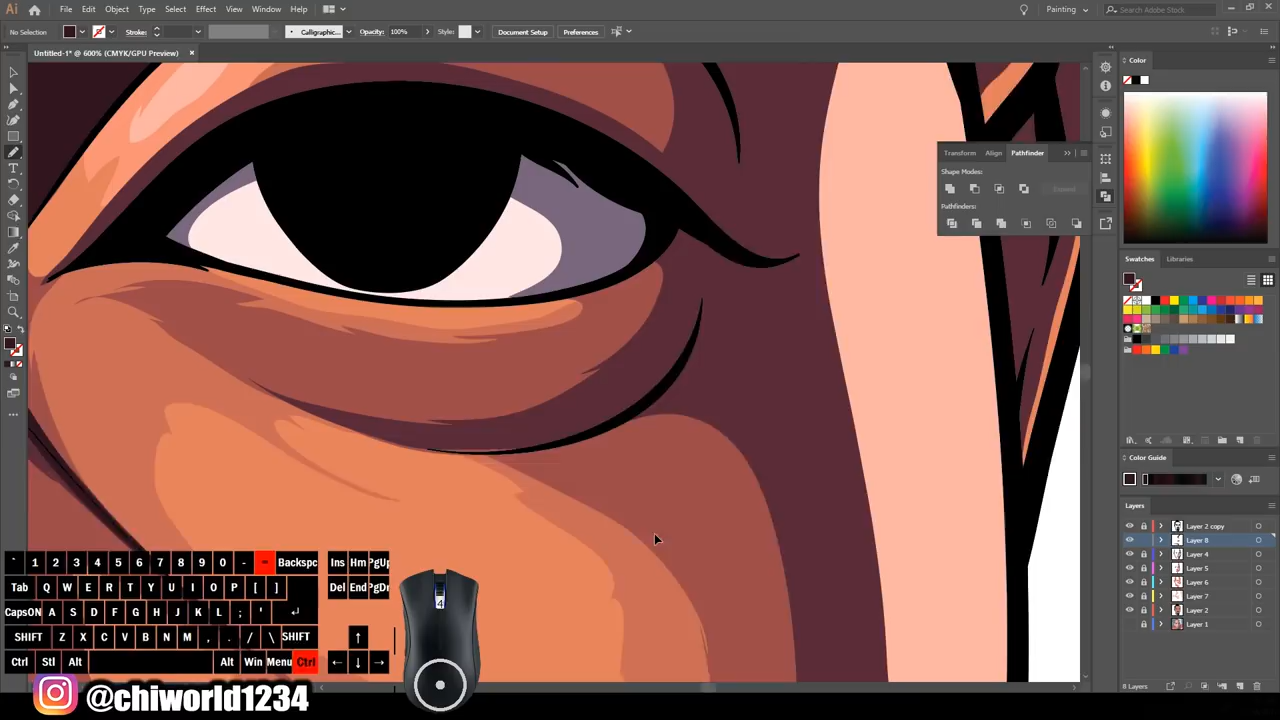 Ai File Edit Object Type Select Effect View Window Help Painting Search Adobe Stock
No Selection Stroke: Calligraphic... Opacity: 100% Style: Document Setup Preferences
Untitled-1* @ 600% (CMYK/GPU Preview) ×
Color
Transform Align Pathfinder
Shape Modes:
Expand
Pathfinders:
Swatches Libraries
Color Guide
Layers
Layer 2 copy
Layer 8
Layer 4
Layer 5
Layer 6
Layer 7
Layer 2
Layer 1
8 Layers
` 1 2 3 4 5 6 7 8 9 0 - = Backspc Ins Hm PgUp
Tab Q W E R T Y U I O P [ ] Del End PgDn
CapsON A S D F G H J K L ; ' ↵
SHIFT Z X C V B N M , . / \ SHIFT ↑
Ctrl Stl Alt Alt Win Menu Ctrl ← ↓ →
4
@chiworld1234